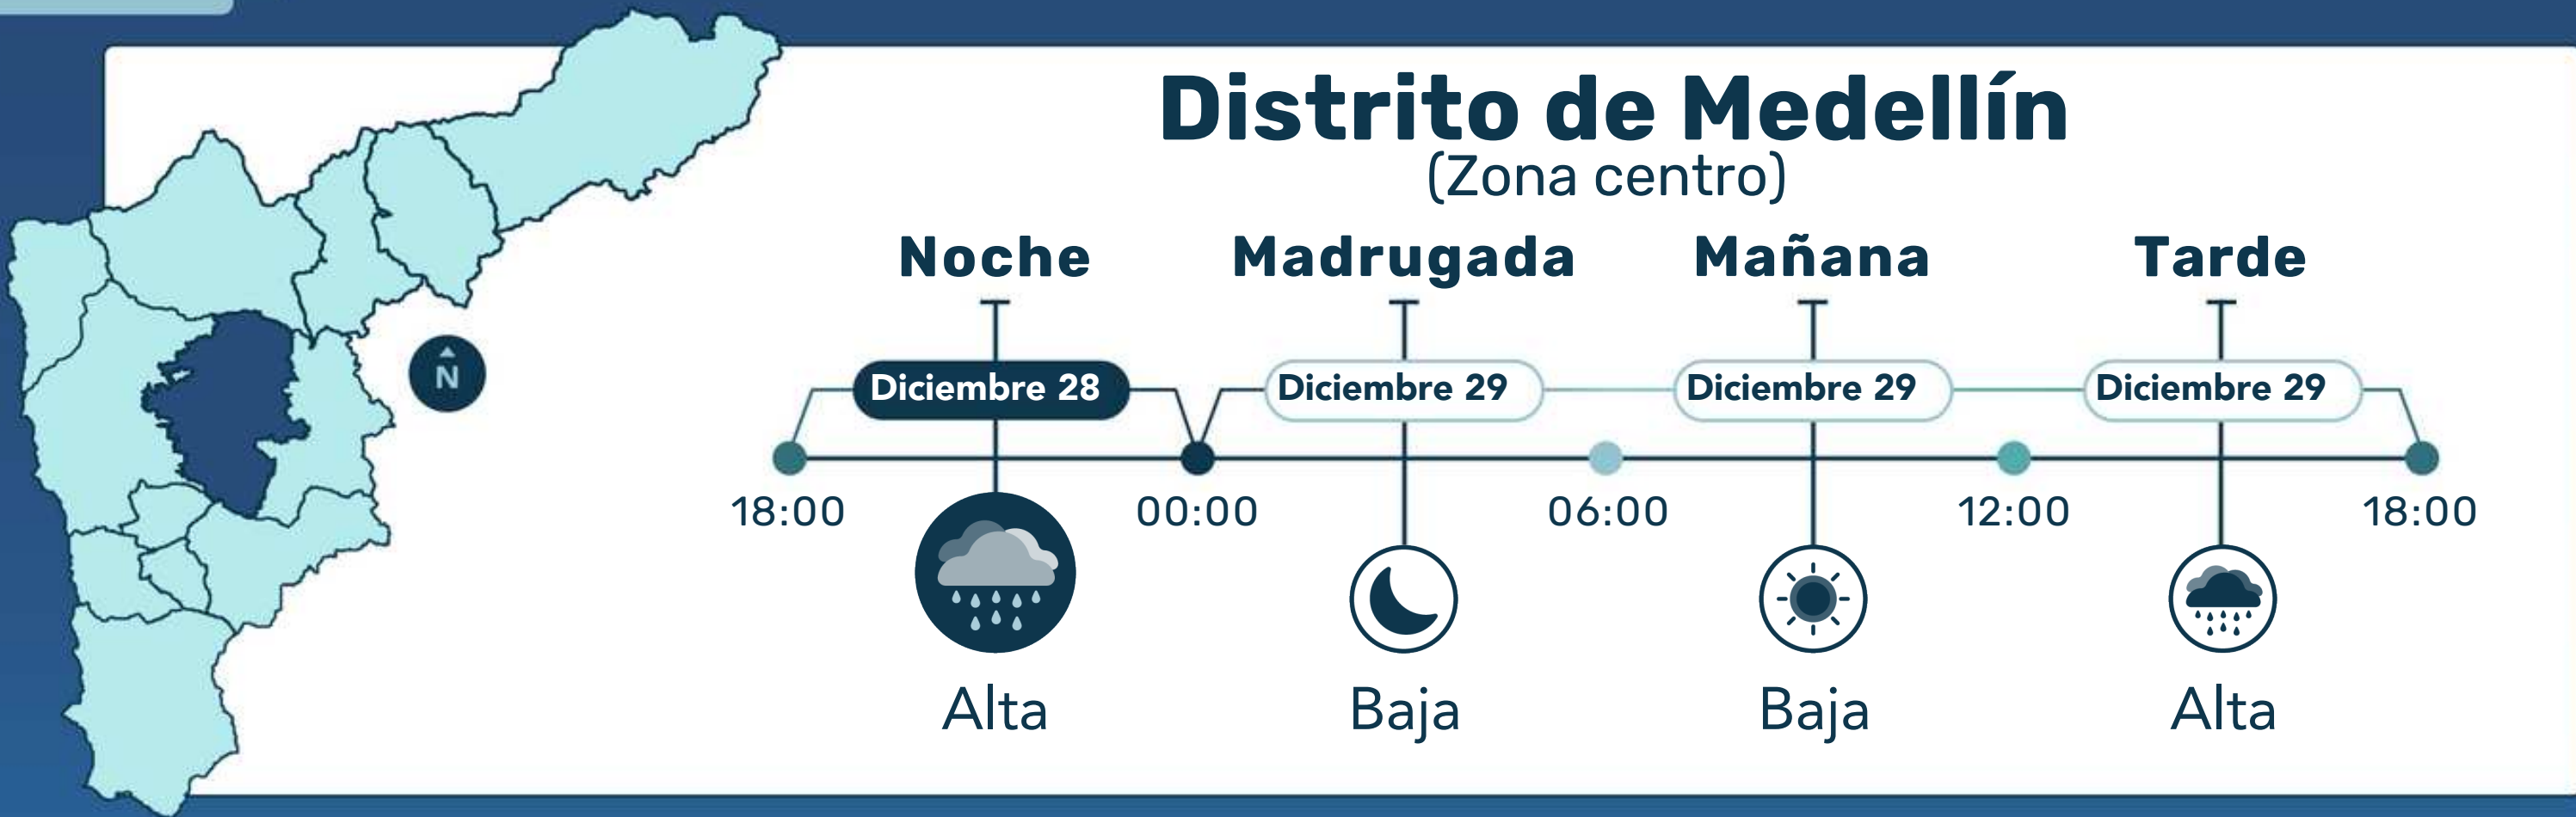 Distrito de Medellín
(Zona centro)
Noche Madrugada Mañana Tarde
Diciembre 28 Diciembre 29 Diciembre 29 Diciembre 29
N
18:00 00:00 06:00 12:00 18:00
Alta Baja Baja Alta